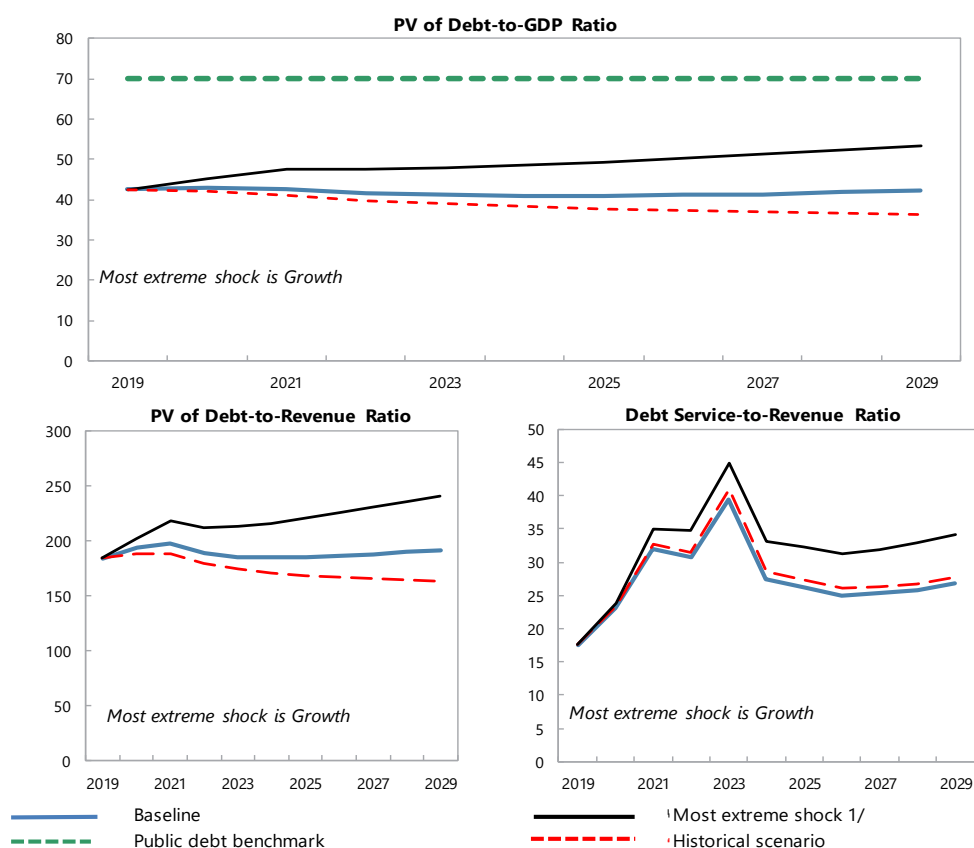 PV of Debt-to-GDP Ratio
80
70
60
50
40
30
20
10
0
Most extreme shock is Growth
2019 2021 2023 2025 2027 2029
PV of Debt-to-Revenue Ratio
300
250
200
150
100
50
0
Most extreme shock is Growth
2019 2021 2023 2025 2027 2029
Debt Service-to-Revenue Ratio
50
45
40
35
30
25
20
15
10
5
0
Most extreme shock is Growth
2019 2021 2023 2025 2027 2029
Baseline
Most extreme shock 1/
Public debt benchmark
Historical scenario